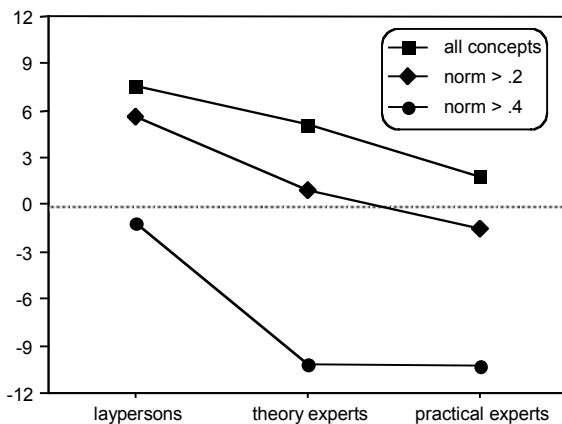 12
9
6
3
0
-3
-6
-9
-12
all concepts
norm > .2
norm > .4
laypersons theory experts practical experts